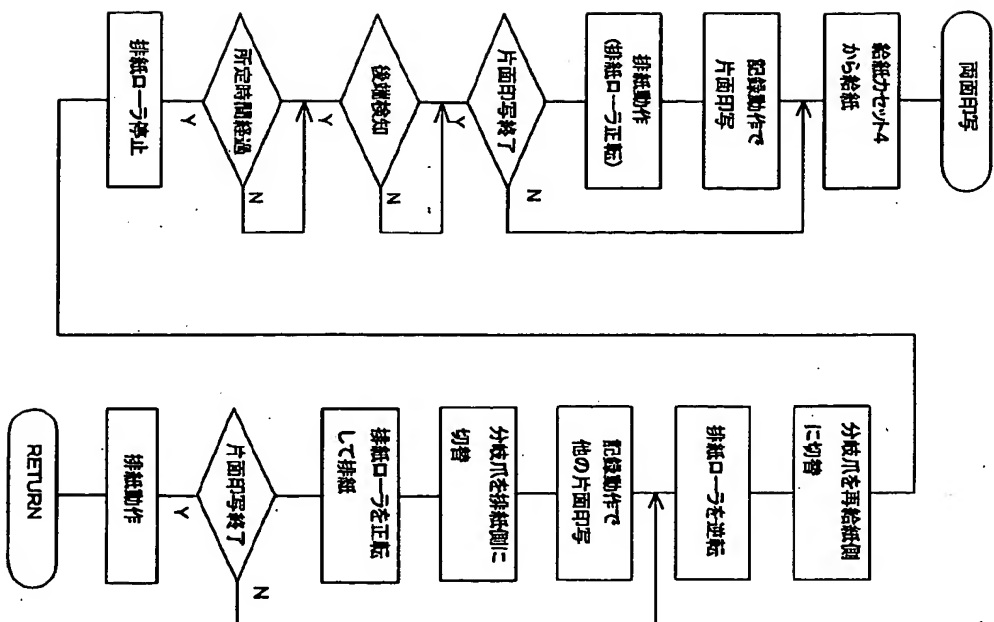 両面印写
給紙カセット4
から給紙
記録動作で
片面印写
排紙動作
(排紙ローラ正転)
片面印写終了
N
Y
後端検知
N
Y
所定時間経過
N
Y
排紙ローラ停止
分岐爪を再給紙側
に切替
排紙ローラを逆転
記録動作で
他の片面印写
分岐爪を排紙側に
切替
排紙ローラを正転
して排紙
片面印写終了
N
Y
排紙動作
RETURN